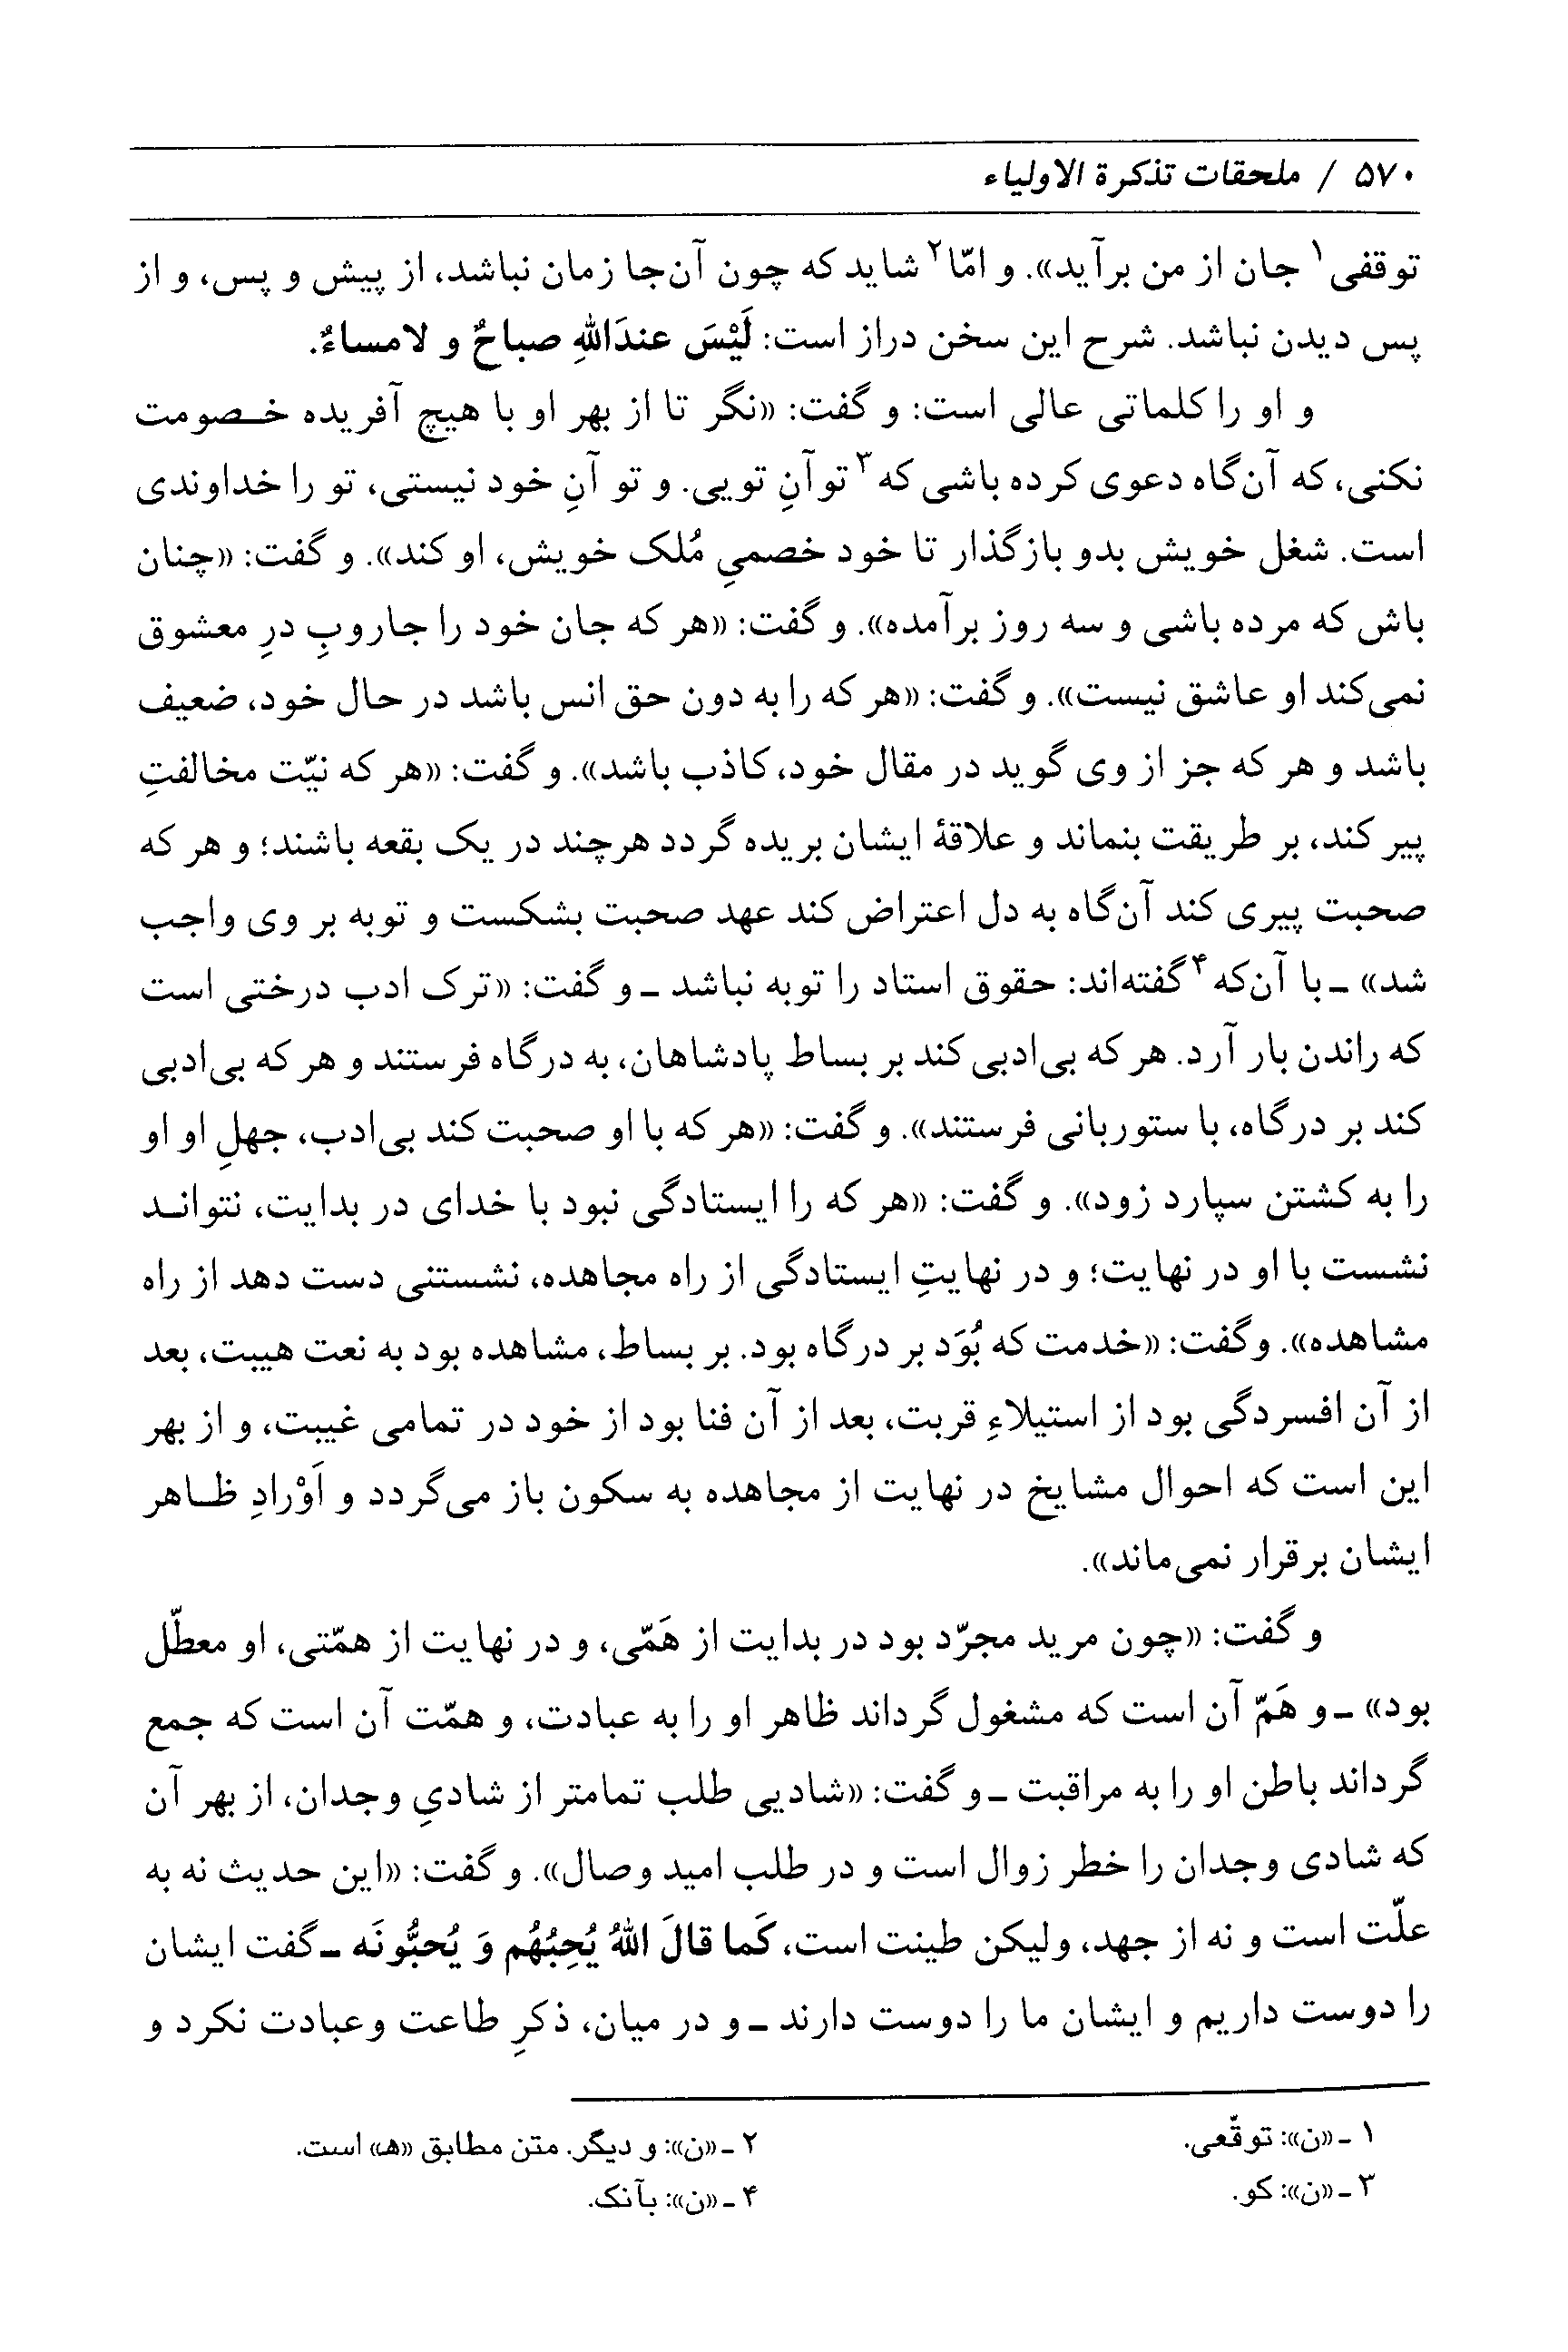 ۵۷۰ / ملحقات تذکرة الاولیاء
توقفی۱ جان از من برآید». و امّا۲ شاید که چون آن‌جا زمان نباشد، از پیش و پس، و از
پس دیدن نباشد. شرح این سخن دراز است: لَیْسَ عندَاللهِ صباحٌ و لامساءٌ.
و او را کلماتی عالی است: و گفت: «نگر تا از بهر او با هیچ آفریده خصومت
نکنی، که آن‌گاه دعوی کرده باشی که۳ تو آنِ تویی. و تو آنِ خود نیستی، تو را خداوندی
است. شغل خویش بدو بازگذار تا خود خصمیِ مُلک خویش، او کند». و گفت: «چنان
باش که مرده باشی و سه روز برآمده». و گفت: «هر که جان خود را جاروبِ درِ معشوق
نمی‌کند او عاشق نیست». و گفت: «هر که را به دون حق انس باشد در حال خود، ضعیف
باشد و هر که جز از وی گوید در مقال خود، کاذب باشد». و گفت: «هر که نیّت مخالفتِ
پیر کند، بر طریقت بنماند و علاقهٔ ایشان بریده گردد هرچند در یک بقعه باشند؛ و هر که
صحبت پیری کند آن‌گاه به دل اعتراض کند عهد صحبت بشکست و توبه بر وی واجب
شد» ـ با آن‌که۴ گفته‌اند: حقوق استاد را توبه نباشد ـ و گفت: «ترک ادب درختی است
که راندن بار آرد. هر که بی‌ادبی کند بر بساط پادشاهان، به درگاه فرستند و هر که بی‌ادبی
کند بر درگاه، با ستوربانی فرستند». و گفت: «هر که با او صحبت کند بی‌ادب، جهلِ او او
را به کشتن سپارد زود». و گفت: «هر که را ایستادگی نبود با خدای در بدایت، نتواند
نشست با او در نهایت؛ و در نهایتِ ایستادگی از راه مجاهده، نشستنی دست دهد از راه
مشاهده». و گفت: «خدمت که بُوَد بر درگاه بود. بر بساط، مشاهده بود به نعت هیبت، بعد
از آن افسردگی بود از استیلاءِ قربت، بعد از آن فنا بود از خود در تمامی غیبت، و از بهر
این است که احوال مشایخ در نهایت از مجاهده به سکون باز می‌گردد و اَوْرادِ ظاهر
ایشان برقرار نمی‌ماند».
و گفت: «چون مرید مجرّد بود در بدایت از هَمّی، و در نهایت از همّتی، او معطّل
بود» ـ و هَمّ آن است که مشغول گرداند ظاهر او را به عبادت، و همّت آن است که جمع
گرداند باطن او را به مراقبت ـ و گفت: «شادیی طلب تمامتر از شادیِ وجدان، از بهر آن
که شادی وجدان را خطر زوال است و در طلب امید وصال». و گفت: «این حدیث نه به
علّت است و نه از جهد، ولیکن طینت است، کَما قالَ اللهُ یُحِبُهُم وَ یُحبُّونَه ـ گفت ایشان
را دوست داریم و ایشان ما را دوست دارند ـ و در میان، ذکرِ طاعت و عبادت نکرد و
۱ ـ «ن»: توقّعی.
۲ ـ «ن»: و دیگر. متن مطابق «هـ» است.
۳ ـ «ن»: کو.
۴ ـ «ن»: بآنک.